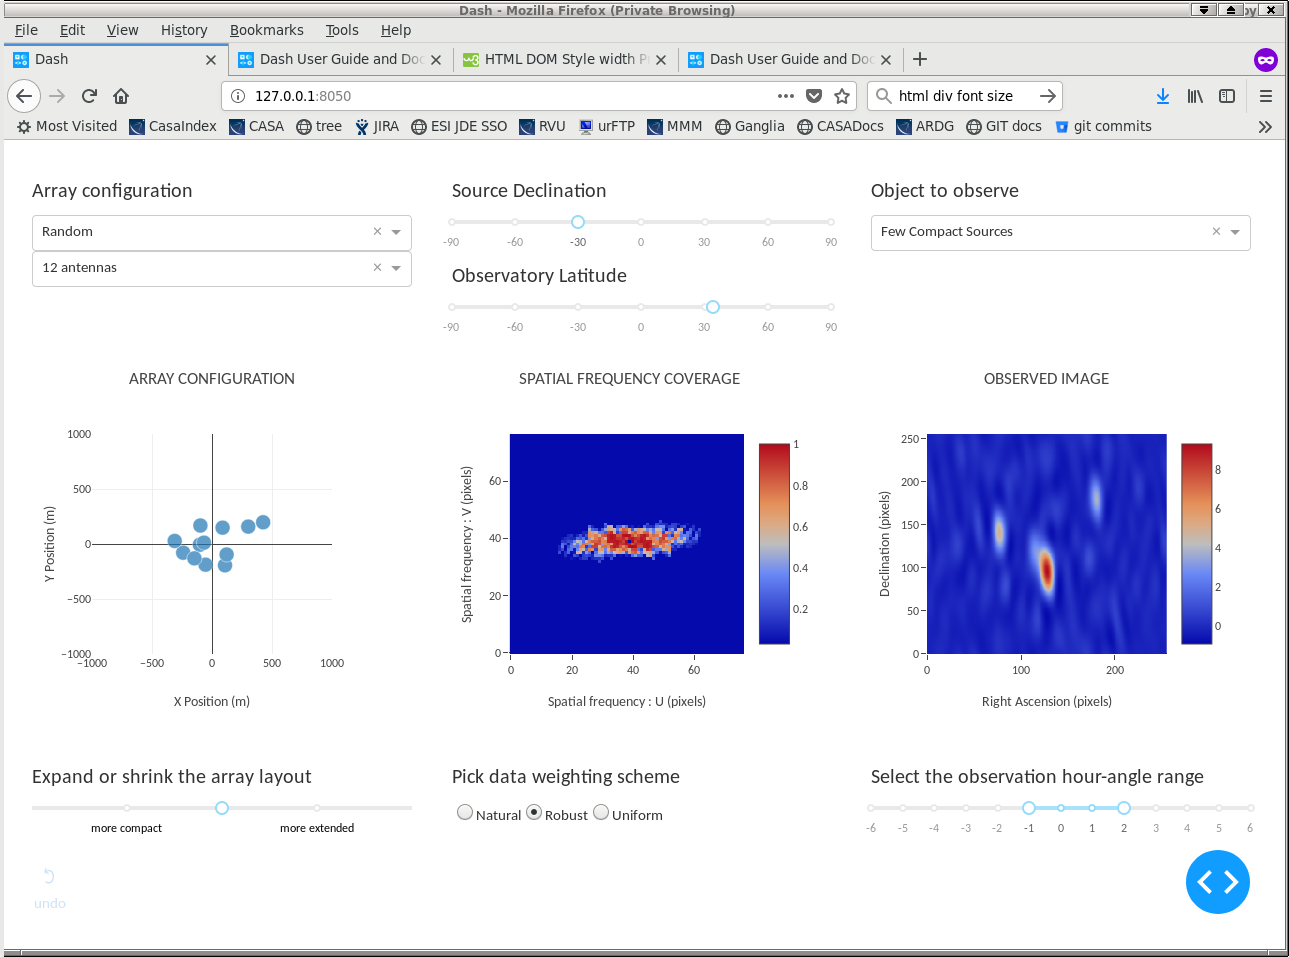 Dash - Mozilla Firefox (Private Browsing)
File Edit View History Bookmarks Tools Help
Dash Dash User Guide and Doc HTML DOM Style width P Dash User Guide and Doc
127.0.0.1:8050 html div font size
Most Visited CasaIndex CASA tree JIRA ESI JDE SSO RVU urFTP MMM Ganglia CASADocs ARDG GIT docs git commits
Array configuration Source Declination Object to observe
Random Few Compact Sources
-90 -60 -30 0 30 60 90
12 antennas
Observatory Latitude
-90 -60 -30 0 30 60 90
ARRAY CONFIGURATION SPATIAL FREQUENCY COVERAGE OBSERVED IMAGE
1000
500
0
−500
−1000
Y Position (m)
−1000 −500 0 500 1000
X Position (m)
60
40
20
0
Spatial frequency : V (pixels)
0 20 40 60
Spatial frequency : U (pixels)
1
0.8
0.6
0.4
0.2
250
200
150
100
50
0
Declination (pixels)
0 100 200
Right Ascension (pixels)
8
6
4
2
0
Expand or shrink the array layout Pick data weighting scheme Select the observation hour-angle range
more compact more extended
Natural Robust Uniform
-6 -5 -4 -3 -2 -1 0 1 2 3 4 5 6
undo